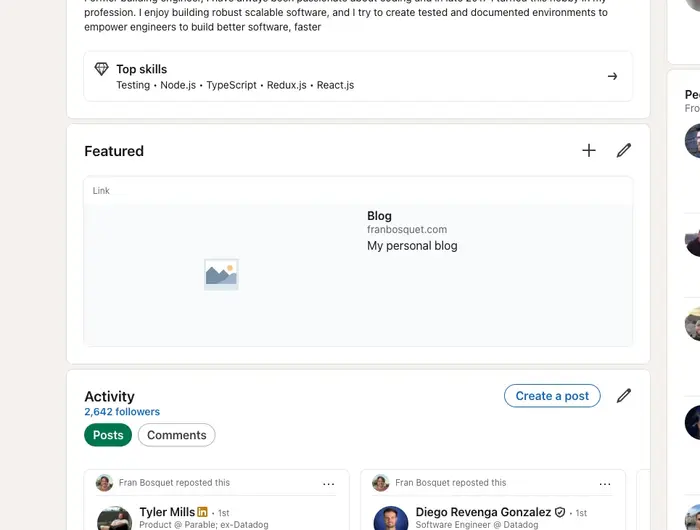 profession. I enjoy building robust scalable software, and I try to create tested and documented environments to
empower engineers to build better software, faster
Top skills
Testing • Node.js • TypeScript • Redux.js • React.js
Featured
Link
Blog
franbosquet.com
My personal blog
Activity
2,642 followers
Create a post
Posts
Comments
Fran Bosquet reposted this
Tyler Mills in • 1st
Product @ Parable; ex-Datadog
Fran Bosquet reposted this
Diego Revenga Gonzalez • 1st
Software Engineer @ Datadog